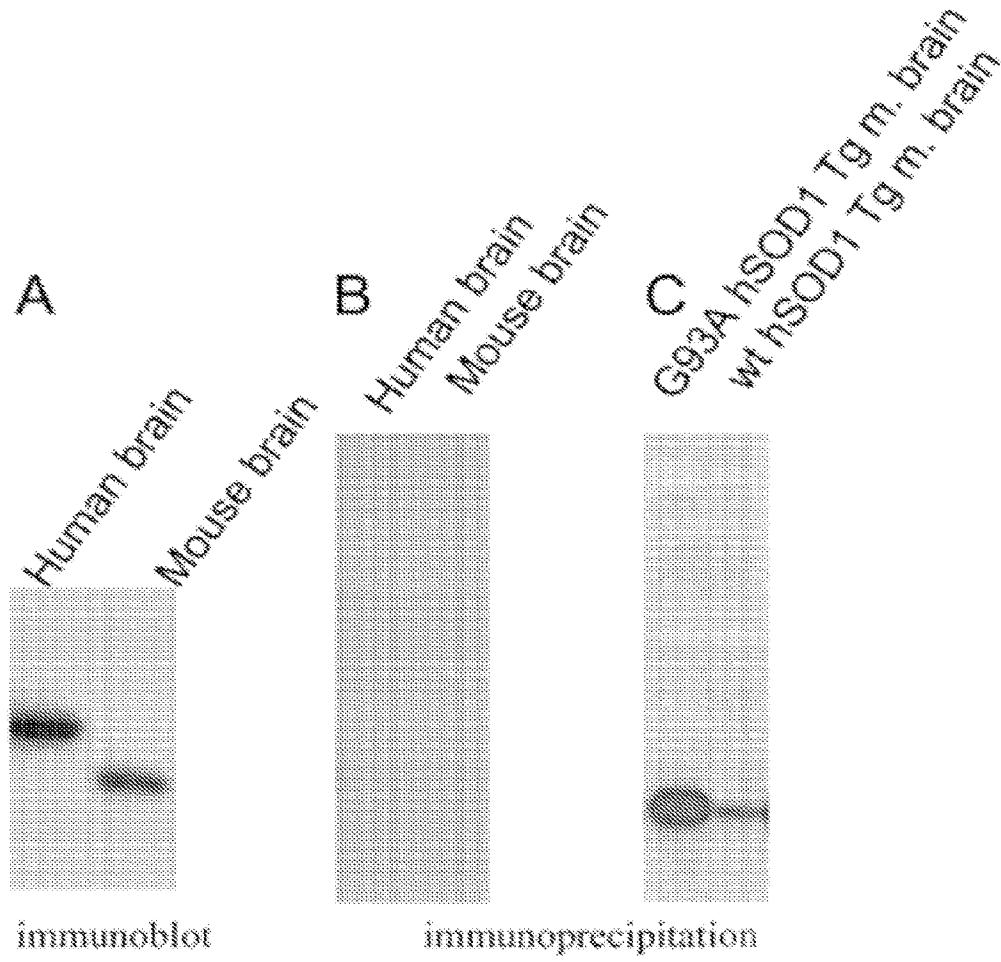 A
Human brain
Mouse brain
B
Human brain
Mouse brain
C
G93A hSOD1 Tg m. brain
wt hSOD1 Tg m. brain
immunoblot
immunoprecipitation